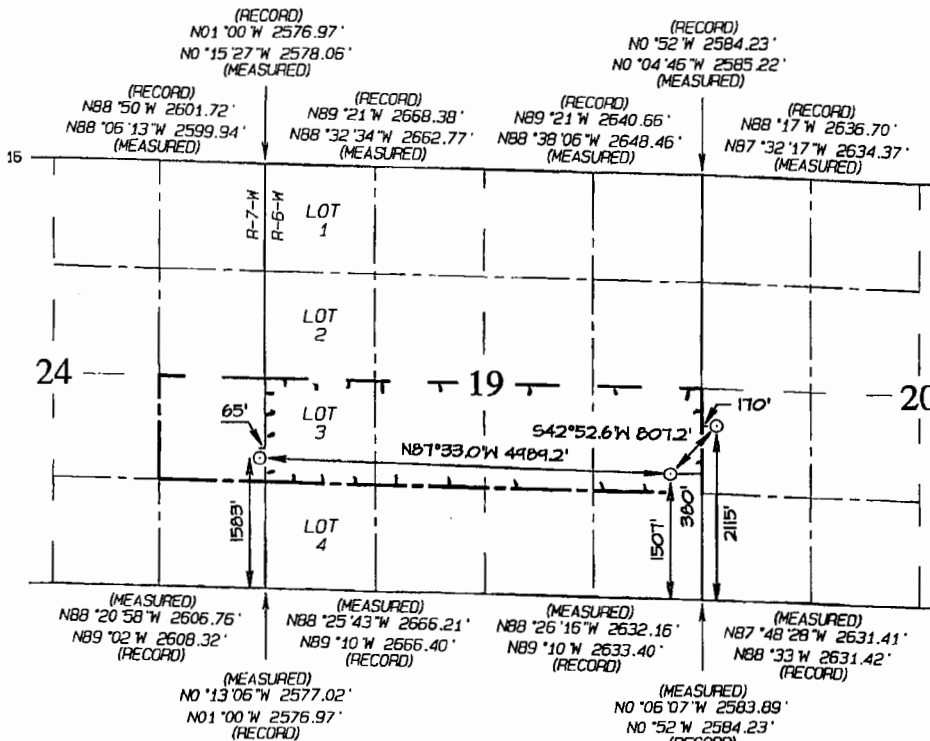 (RECORD)
N01 °00'W 2576.97'
N0 °15'27"W 2578.06'
(MEASURED)
(RECORD)
N0 °52'W 2584.23'
N0 °04'46"W 2585.22'
(MEASURED)
(RECORD)
N88 °50'W 2601.72'
N88 °06'13"W 2599.94'
(MEASURED)
(RECORD)
N89 °21'W 2668.38'
N88 °32'34"W 2662.77'
(MEASURED)
(RECORD)
N89 °21'W 2640.66'
N88 °38'06"W 2648.46'
(MEASURED)
(RECORD)
N88 °17'W 2636.70'
N87 °32'17"W 2634.37'
(MEASURED)
15
R-7-W
R-6-W
LOT
1
LOT
2
24
19
20
LOT
3
65'
170'
S42°52.6'W 807.2'
N87°33.0'W 4989.2'
1583'
LOT
4
1507'
380'
2115'
(MEASURED)
N88 °20'58"W 2606.76'
N89 °02'W 2608.32'
(RECORD)
(MEASURED)
N88 °25'43"W 2666.21'
N89 °10'W 2666.40'
(RECORD)
(MEASURED)
N88 °26'16"W 2632.16'
N89 °10'W 2633.40'
(RECORD)
(MEASURED)
N87 °48'28"W 2631.41'
N88 °33'W 2631.42'
(RECORD)
(MEASURED)
N0 °13'06"W 2577.02'
N01 °00'W 2576.97'
(RECORD)
(MEASURED)
N0 °06'07"W 2583.89'
N0 °52'W 2584.23'
(RECORD)